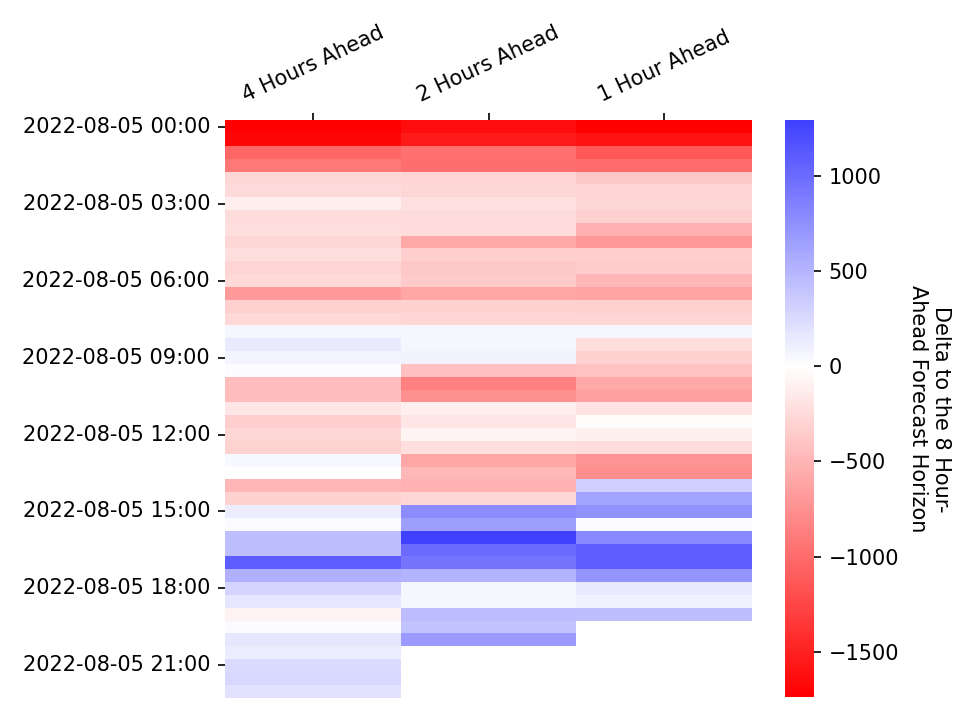 4 Hours Ahead
2 Hours Ahead
1 Hour Ahead
2022-08-05 00:00
2022-08-05 03:00
2022-08-05 06:00
2022-08-05 09:00
2022-08-05 12:00
2022-08-05 15:00
2022-08-05 18:00
2022-08-05 21:00
1000
500
0
−500
−1000
−1500
Delta to the 8 Hour-
Ahead Forecast Horizon